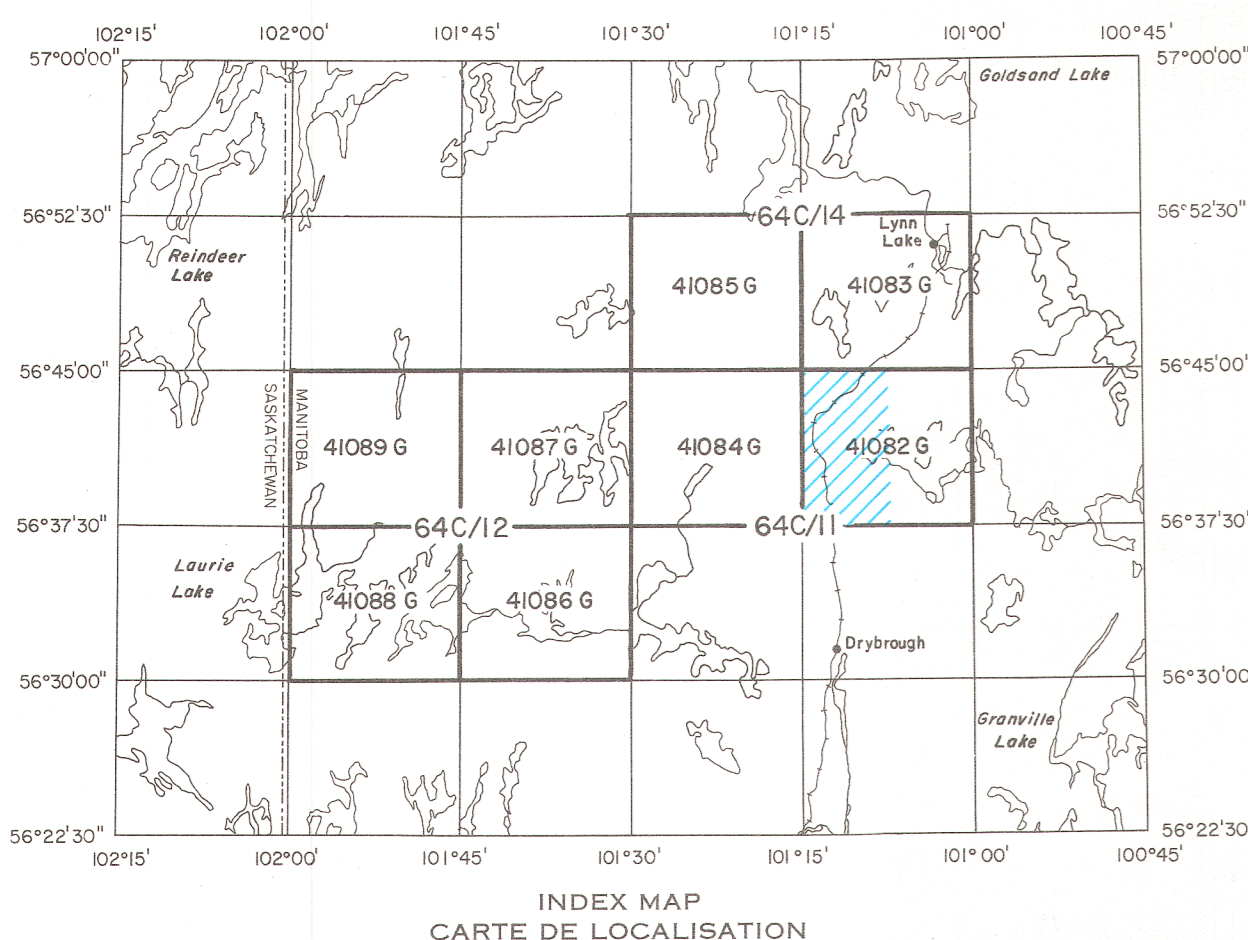 102°15' 102°00' 101°45' 101°30' 101°15' 101°00' 100°45'
57°00'00" 57°00'00"
Goldsand Lake
56°52'30" 56°52'30"
64C/14
Lynn
Lake
Reindeer
Lake
41085 G 41083 G
56°45'00" 56°45'00"
SASKATCHEWAN
MANITOBA
41089 G 41087 G 41084 G 41082 G
56°37'30" 56°37'30"
64C/12 64C/11
Laurie
Lake
41088 G 41086 G
Drybrough
56°30'00" 56°30'00
Granville
Lake
56°22'30" 56°22'30"
102°15' 102°00' 101°45' 101°30' 101°15' 101°00' 100°45'
INDEX MAP
CARTE DE LOCALISATION